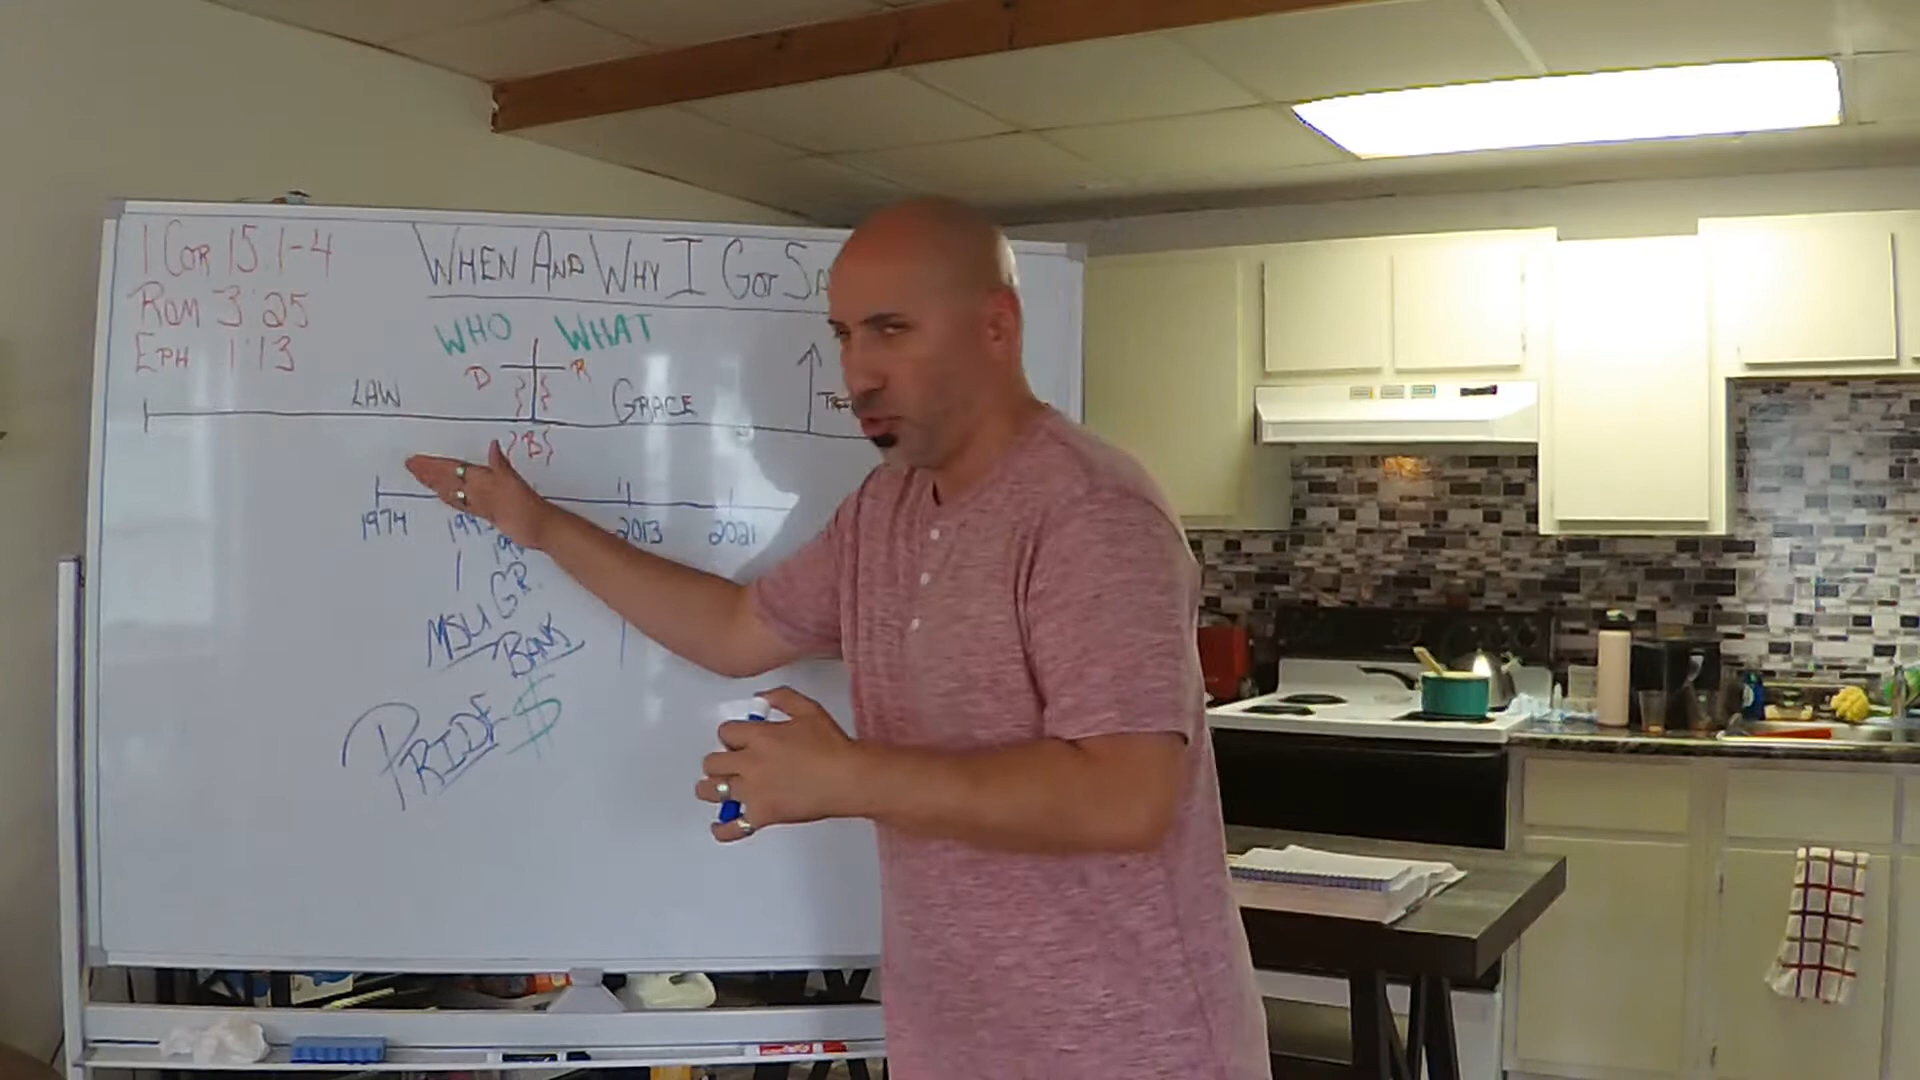 1 COR 15:1-4
ROM 3:25
EPH 1:13
WHEN AND WHY I GOT
WHO WHAT
D R
LAW GRACE
B
1974 2013 2021
MSU GR.
BANK
PRIDE $